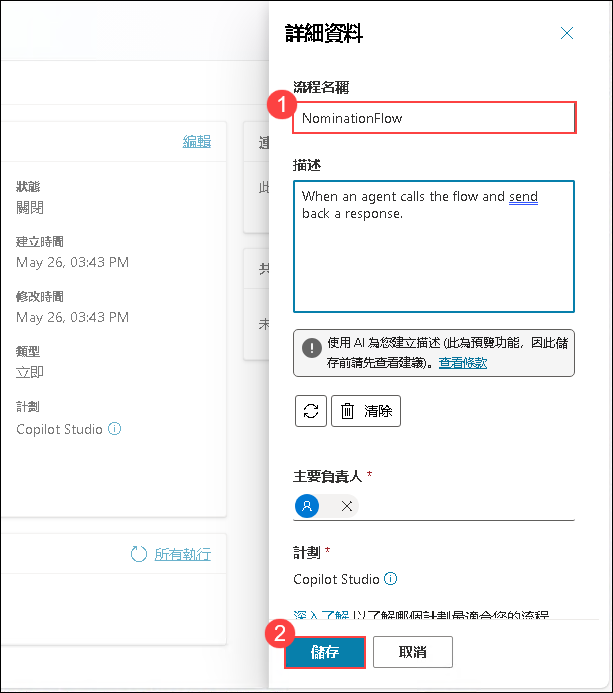 編輯
狀態
關閉
建立時間
May 26, 03:43 PM
修改時間
May 26, 03:43 PM
類型
立即
計劃
Copilot Studio
所有執行
連
此
共
未
詳細資料
流程名稱
1
NominationFlow
描述
When an agent calls the flow and send
back a response.
使用 AI 為您建立描述 (此為預覽功能，因此儲
存前請先查看建議)。查看條款
清除
主要負責人 *
計劃 *
Copilot Studio
深入了解 以了解哪個計劃最適合您的流程
2
儲存
取消